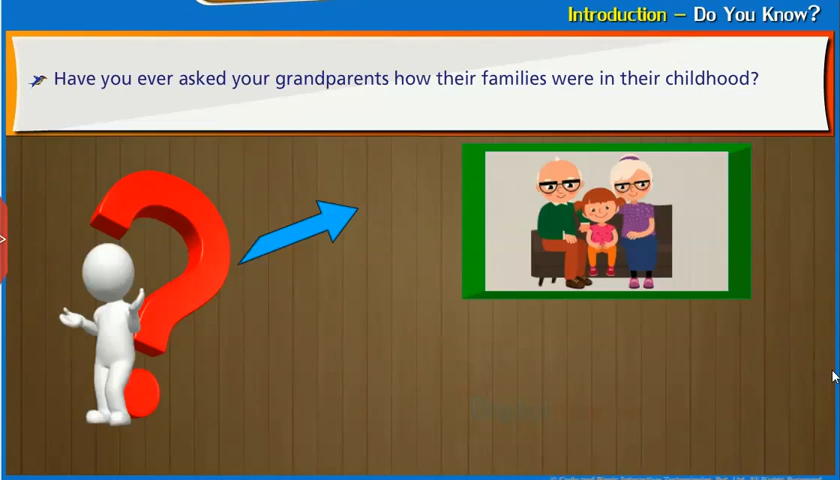 Introduction – Do You Know?
Have you ever asked your grandparents how their families were in their childhood?